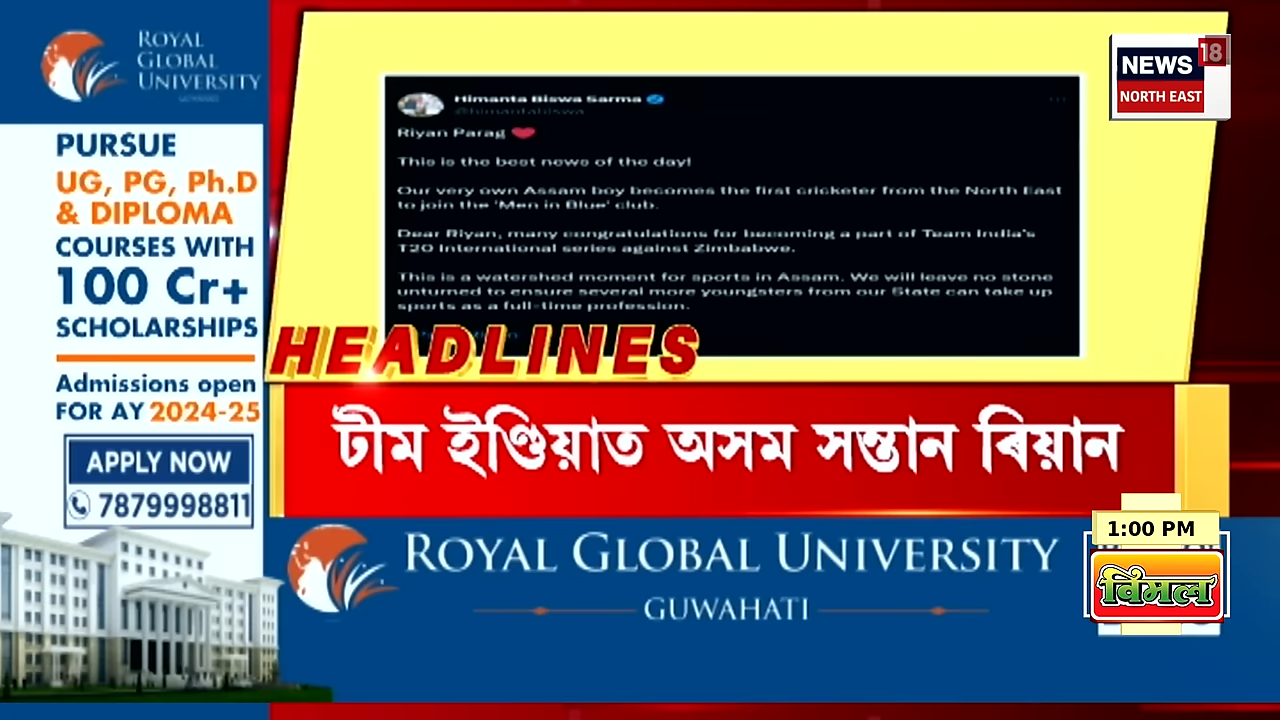 ROYAL
GLOBAL
UNIVERSITY
GUWAHATI
PURSUE
UG, PG, Ph.D
& DIPLOMA
COURSES WITH
100 Cr+
SCHOLARSHIPS
Admissions open
FOR AY 2024-25
APPLY NOW
7879998811
NEWS 18
NORTH EAST
Himanta Biswa Sarma
@himantabiswa
Riyan Parag ❤️
This is the best news of the day!
Our very own Assam boy becomes the first cricketer from the North East
to join the 'Men in Blue' club.
Dear Riyan, many congratulations for becoming a part of Team India's
T20 International series against Zimbabwe.
This is a watershed moment for sports in Assam. We will leave no stone
unturned to ensure several more youngsters from our State can take up
sports as a full-time profession.
HEADLINES
টীম ইণ্ডিয়াত অসম সন্তান ৰিয়ান
ROYAL GLOBAL UNIVERSITY
GUWAHATI
1:00 PM
विमल